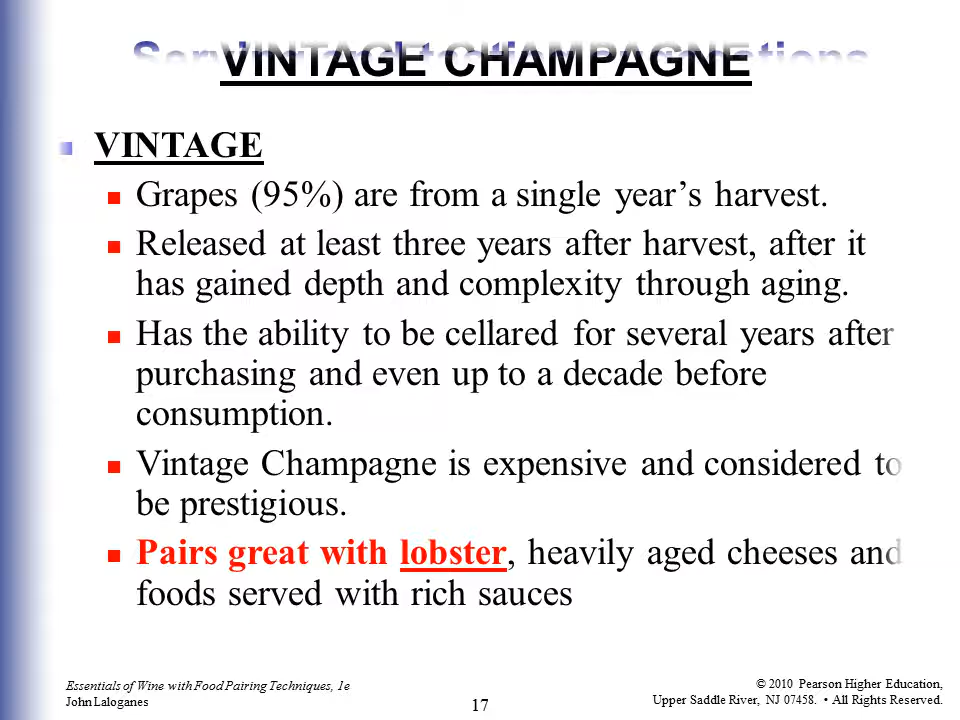 VINTAGE CHAMPAGNE
VINTAGE
Grapes (95%) are from a single year’s harvest.
Released at least three years after harvest, after it
has gained depth and complexity through aging.
Has the ability to be cellared for several years after
purchasing and even up to a decade before
consumption.
Vintage Champagne is expensive and considered to
be prestigious.
Pairs great with lobster, heavily aged cheeses and
foods served with rich sauces
Essentials of Wine with Food Pairing Techniques, 1e
John Laloganes
17
© 2010 Pearson Higher Education,
Upper Saddle River, NJ 07458. • All Rights Reserved.